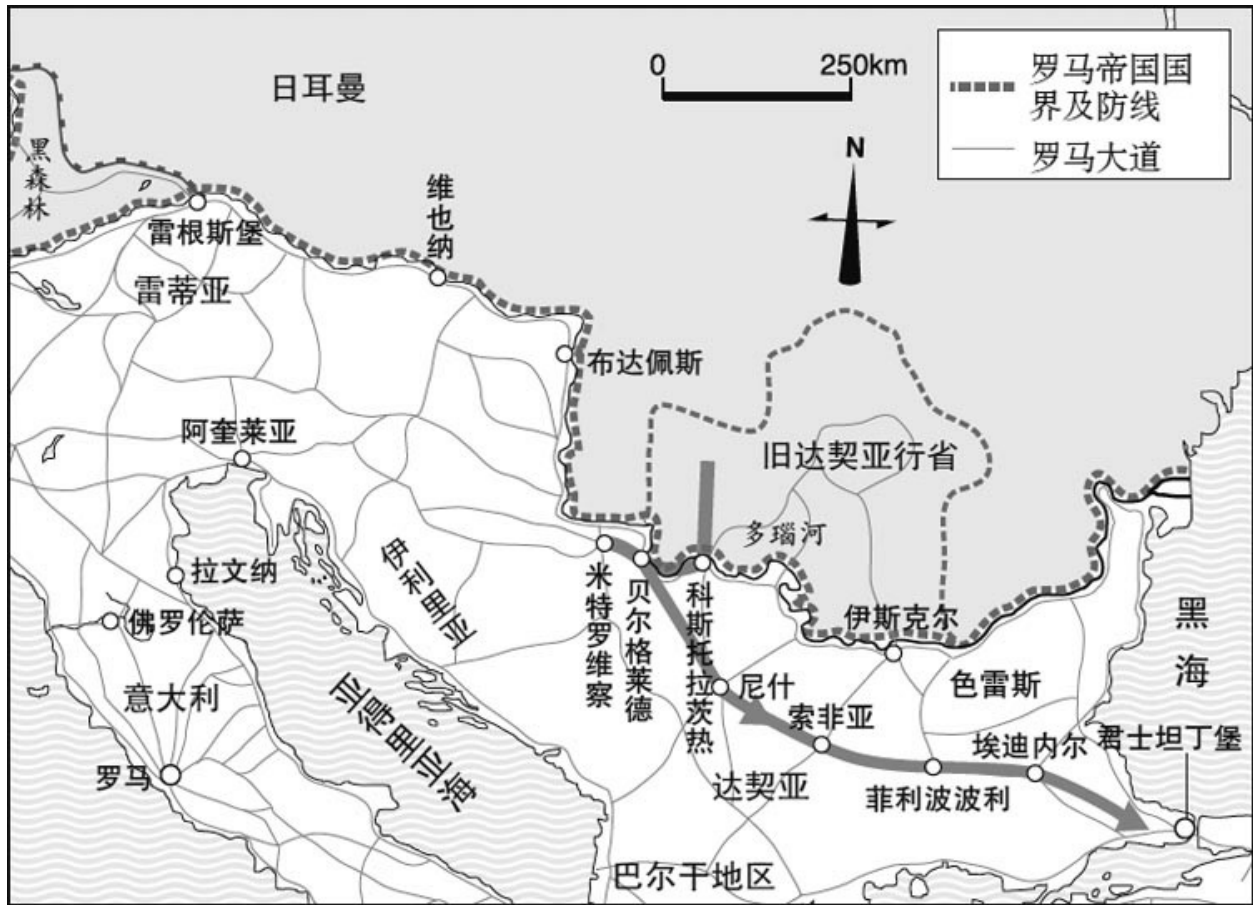 日耳曼
0
250km
罗马帝国国
界及防线
罗马大道
N
黑森林
维也纳
雷根斯堡
雷蒂亚
布达佩斯
阿奎莱亚
旧达契亚行省
多瑙河
伊利里亚
拉文纳
佛罗伦萨
米特罗维察
贝尔格莱德
科斯托拉茨热
伊斯克尔
黑海
意大利
亚得里亚海
尼什
色雷斯
索非亚
埃迪内尔
君士坦丁堡
罗马
达契亚
菲利波波利
巴尔干地区